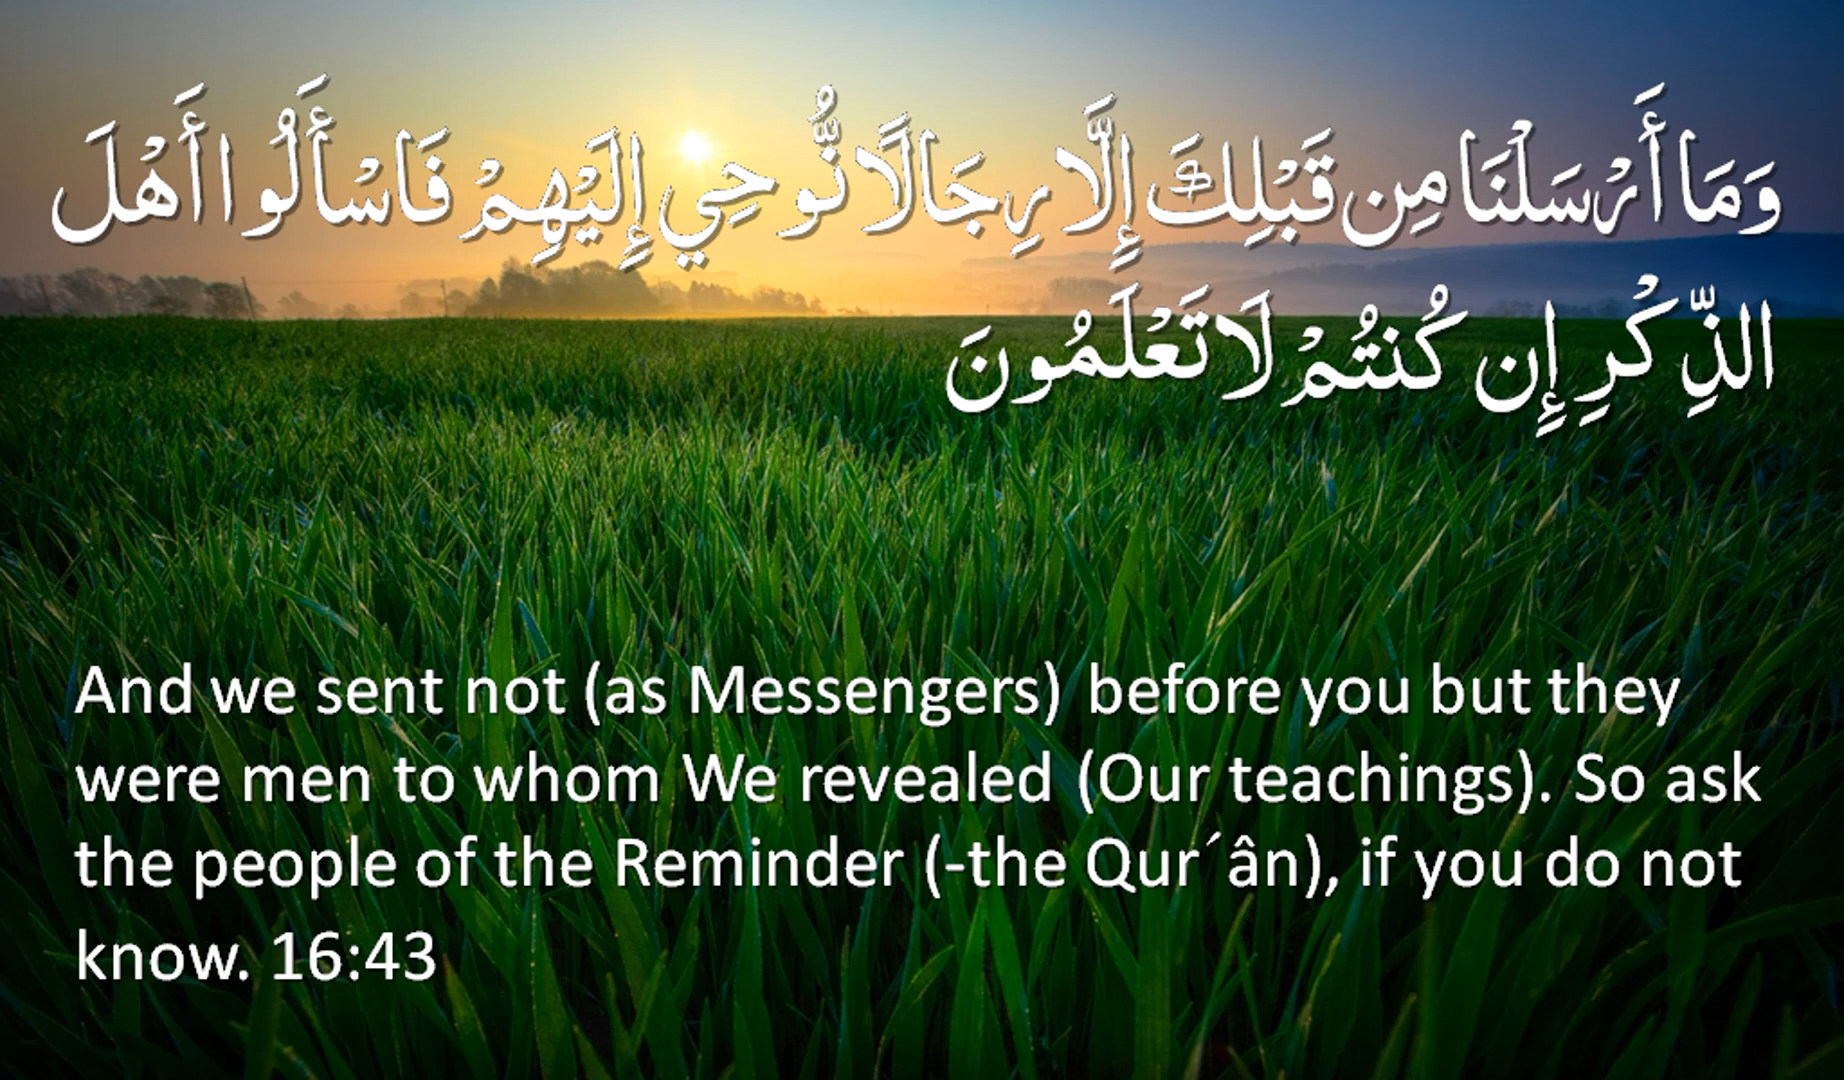 وَمَا أَرْسَلْنَا مِن قَبْلِكَ إِلَّا رِجَالًا نُّوحِي إِلَيْهِمْ فَاسْأَلُوا أَهْلَ
الذِّكْرِ إِن كُنتُمْ لَا تَعْلَمُونَ
And we sent not (as Messengers) before you but they
were men to whom We revealed (Our teachings). So ask
the people of the Reminder (-the Qur´ân), if you do not
know. 16:43